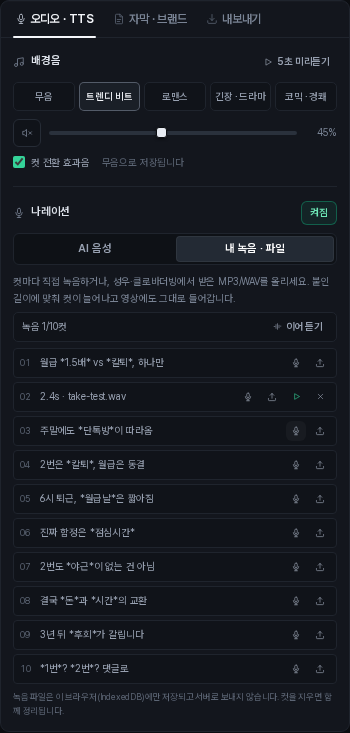 오디오 · TTS
자막 · 브랜드
내보내기
배경음
5초 미리듣기
무음
트렌디 비트
로맨스
긴장 · 드라마
코믹 · 경쾌
45%
컷 전환 효과음 무음으로 저장됩니다
나레이션
켜짐
AI 음성
내 녹음 · 파일
컷마다 직접 녹음하거나, 성우·클로바더빙에서 받은 MP3/WAV를 올리세요. 붙인
길이에 맞춰 컷이 늘어나고 영상에도 그대로 들어갑니다.
녹음 1/10컷
이어듣기
01 월급 *1.5배* vs *칼퇴*, 하나만
02 2.4s · take-test.wav
03 주말에도 *단톡방*이 따라옴
04 2번은 *칼퇴*, 월급은 동결
05 6시 퇴근, *월급날*은 짧아짐
06 진짜 함정은 *점심시간*
07 2번도 *야근*이 없는 건 아님
08 결국 *돈*과 *시간*의 교환
09 3년 뒤 *후회*가 갈립니다
10 *1번*? *2번*? 댓글로
녹음 파일은 이 브라우저(IndexedDB)에만 저장되고 서버로 보내지 않습니다. 컷을 지우면 함
께 정리됩니다.